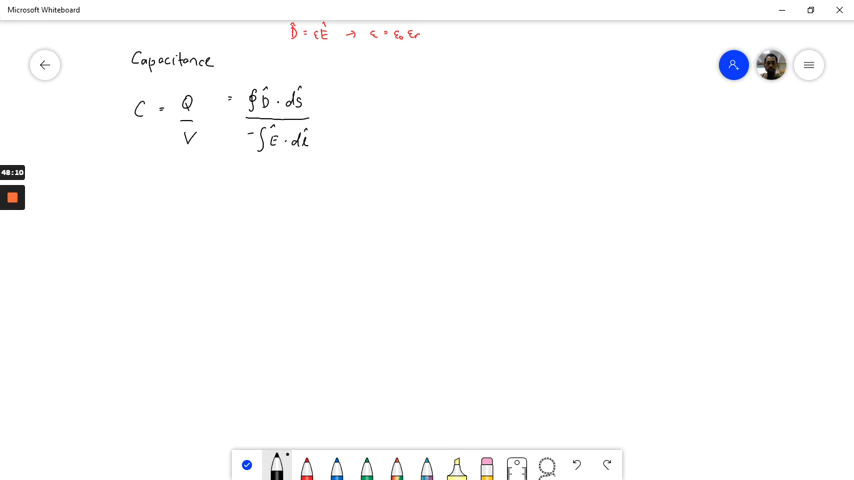 Microsoft Whiteboard
D̂ = εÊ → ε = ε₀ εr
Capacitance
C = Q / V = ∮ D̂ · dŝ / -∫ Ê · dl̂
48:10